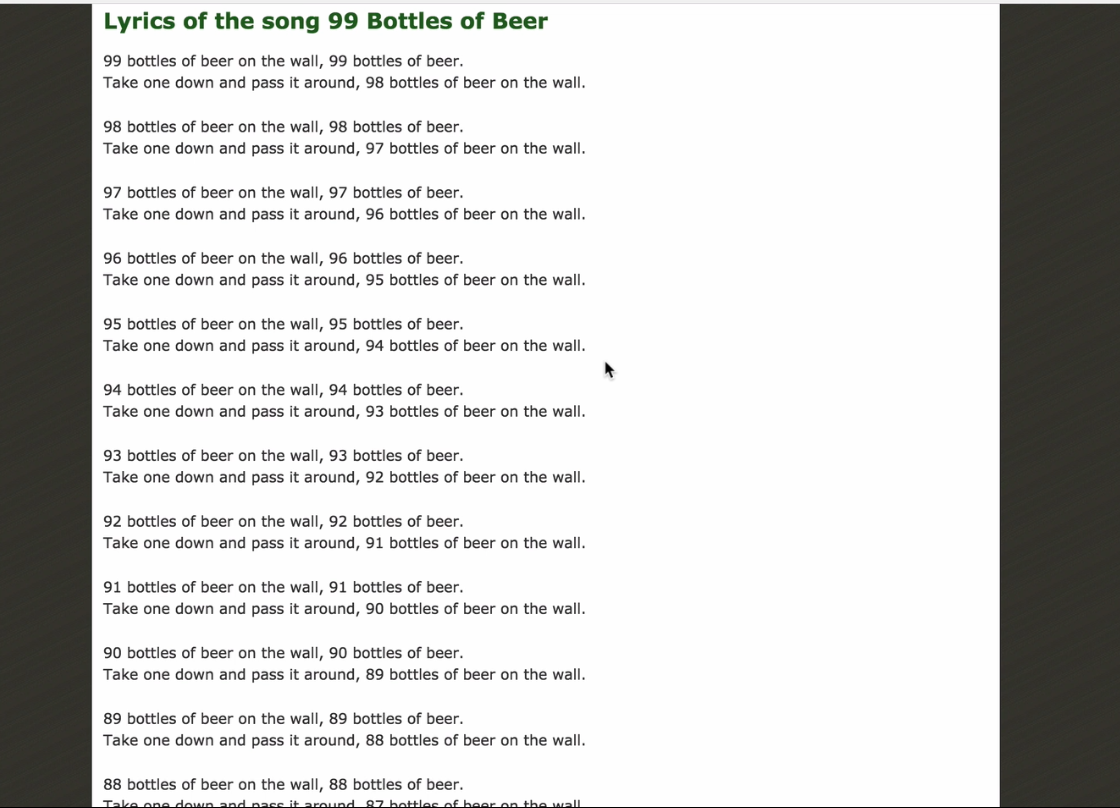 Lyrics of the song 99 Bottles of Beer
99 bottles of beer on the wall, 99 bottles of beer.
Take one down and pass it around, 98 bottles of beer on the wall.
98 bottles of beer on the wall, 98 bottles of beer.
Take one down and pass it around, 97 bottles of beer on the wall.
97 bottles of beer on the wall, 97 bottles of beer.
Take one down and pass it around, 96 bottles of beer on the wall.
96 bottles of beer on the wall, 96 bottles of beer.
Take one down and pass it around, 95 bottles of beer on the wall.
95 bottles of beer on the wall, 95 bottles of beer.
Take one down and pass it around, 94 bottles of beer on the wall.
94 bottles of beer on the wall, 94 bottles of beer.
Take one down and pass it around, 93 bottles of beer on the wall.
93 bottles of beer on the wall, 93 bottles of beer.
Take one down and pass it around, 92 bottles of beer on the wall.
92 bottles of beer on the wall, 92 bottles of beer.
Take one down and pass it around, 91 bottles of beer on the wall.
91 bottles of beer on the wall, 91 bottles of beer.
Take one down and pass it around, 90 bottles of beer on the wall.
90 bottles of beer on the wall, 90 bottles of beer.
Take one down and pass it around, 89 bottles of beer on the wall.
89 bottles of beer on the wall, 89 bottles of beer.
Take one down and pass it around, 88 bottles of beer on the wall.
88 bottles of beer on the wall, 88 bottles of beer.
Take one down and pass it around, 87 bottles of beer on the wall.